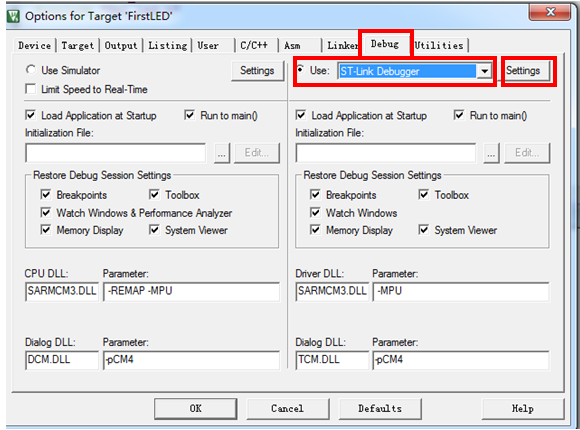 Options for Target 'FirstLED'
Device Target Output Listing User C/C++ Asm Linker Debug Utilities
Use Simulator Settings
Limit Speed to Real-Time
Use: ST-Link Debugger Settings
Load Application at Startup Run to main()
Initialization File:
... Edit...
Load Application at Startup Run to main()
Initialization File:
... Edit...
Restore Debug Session Settings
Breakpoints Toolbox
Watch Windows & Performance Analyzer
Memory Display System Viewer
Restore Debug Session Settings
Breakpoints Toolbox
Watch Windows
Memory Display System Viewer
CPU DLL: Parameter:
SARMCM3.DLL -REMAP -MPU
Driver DLL: Parameter:
SARMCM3.DLL -MPU
Dialog DLL: Parameter:
DCM.DLL -pCM4
Dialog DLL: Parameter:
TCM.DLL -pCM4
OK Cancel Defaults Help